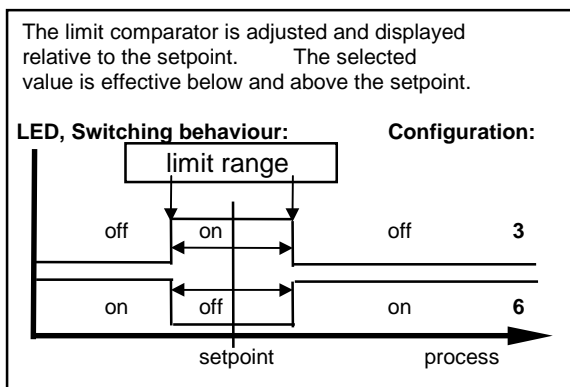 The limit comparator is adjusted and displayed
relative to the setpoint. The selected
value is effective below and above the setpoint.
LED, Switching behaviour: Configuration:
limit range
off on off 3
on off on 6
setpoint process